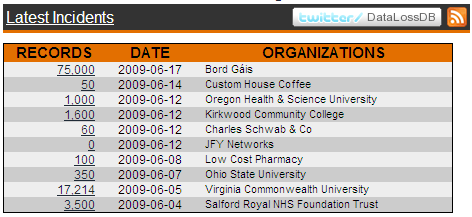 Latest Incidents twitter/ DataLossDB
RECORDS DATE ORGANIZATIONS
75,000 2009-06-17 Bord Gáis
50 2009-06-14 Custom House Coffee
1,000 2009-06-12 Oregon Health & Science University
1,600 2009-06-12 Kirkwood Community College
60 2009-06-12 Charles Schwab & Co
0 2009-06-12 JFY Networks
100 2009-06-08 Low Cost Pharmacy
350 2009-06-07 Ohio State University
17,214 2009-06-05 Virginia Commonwealth University
3,500 2009-06-04 Salford Royal NHS Foundation Trust